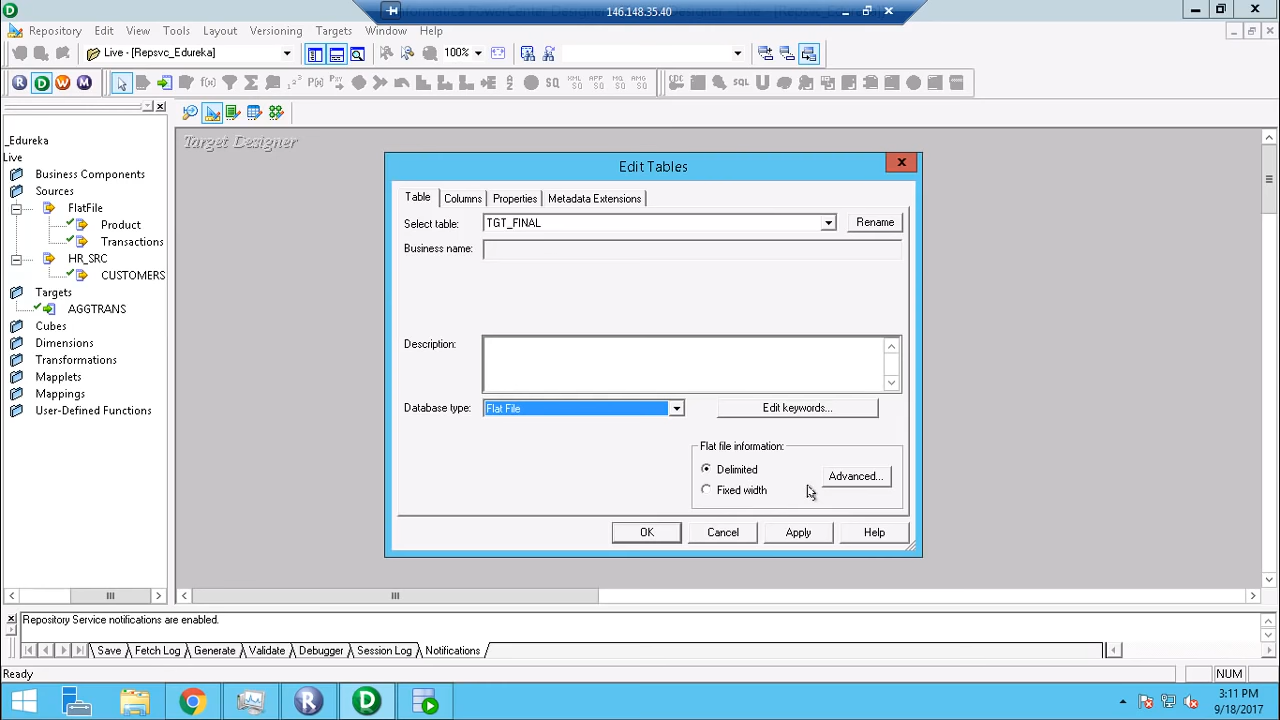 146.148.35.40
Repository Edit View Tools Layout Versioning Targets Window Help
Live - [Repsvc_Edureka]
100%
_Edureka
Live
Business Components
Sources
FlatFile
Product
Transactions
HR_SRC
CUSTOMERS
Targets
AGGTRANS
Cubes
Dimensions
Transformations
Mapplets
Mappings
User-Defined Functions
Target Designer
Edit Tables
Table Columns Properties Metadata Extensions
Select table: TGT_FINAL Rename
Business name:
Description:
Database type: Flat File Edit keywords...
Flat file information:
Delimited
Fixed width
Advanced...
OK Cancel Apply Help
Repository Service notifications are enabled.
Save Fetch Log Generate Validate Debugger Session Log Notifications
Ready
NUM
3:11 PM
9/18/2017